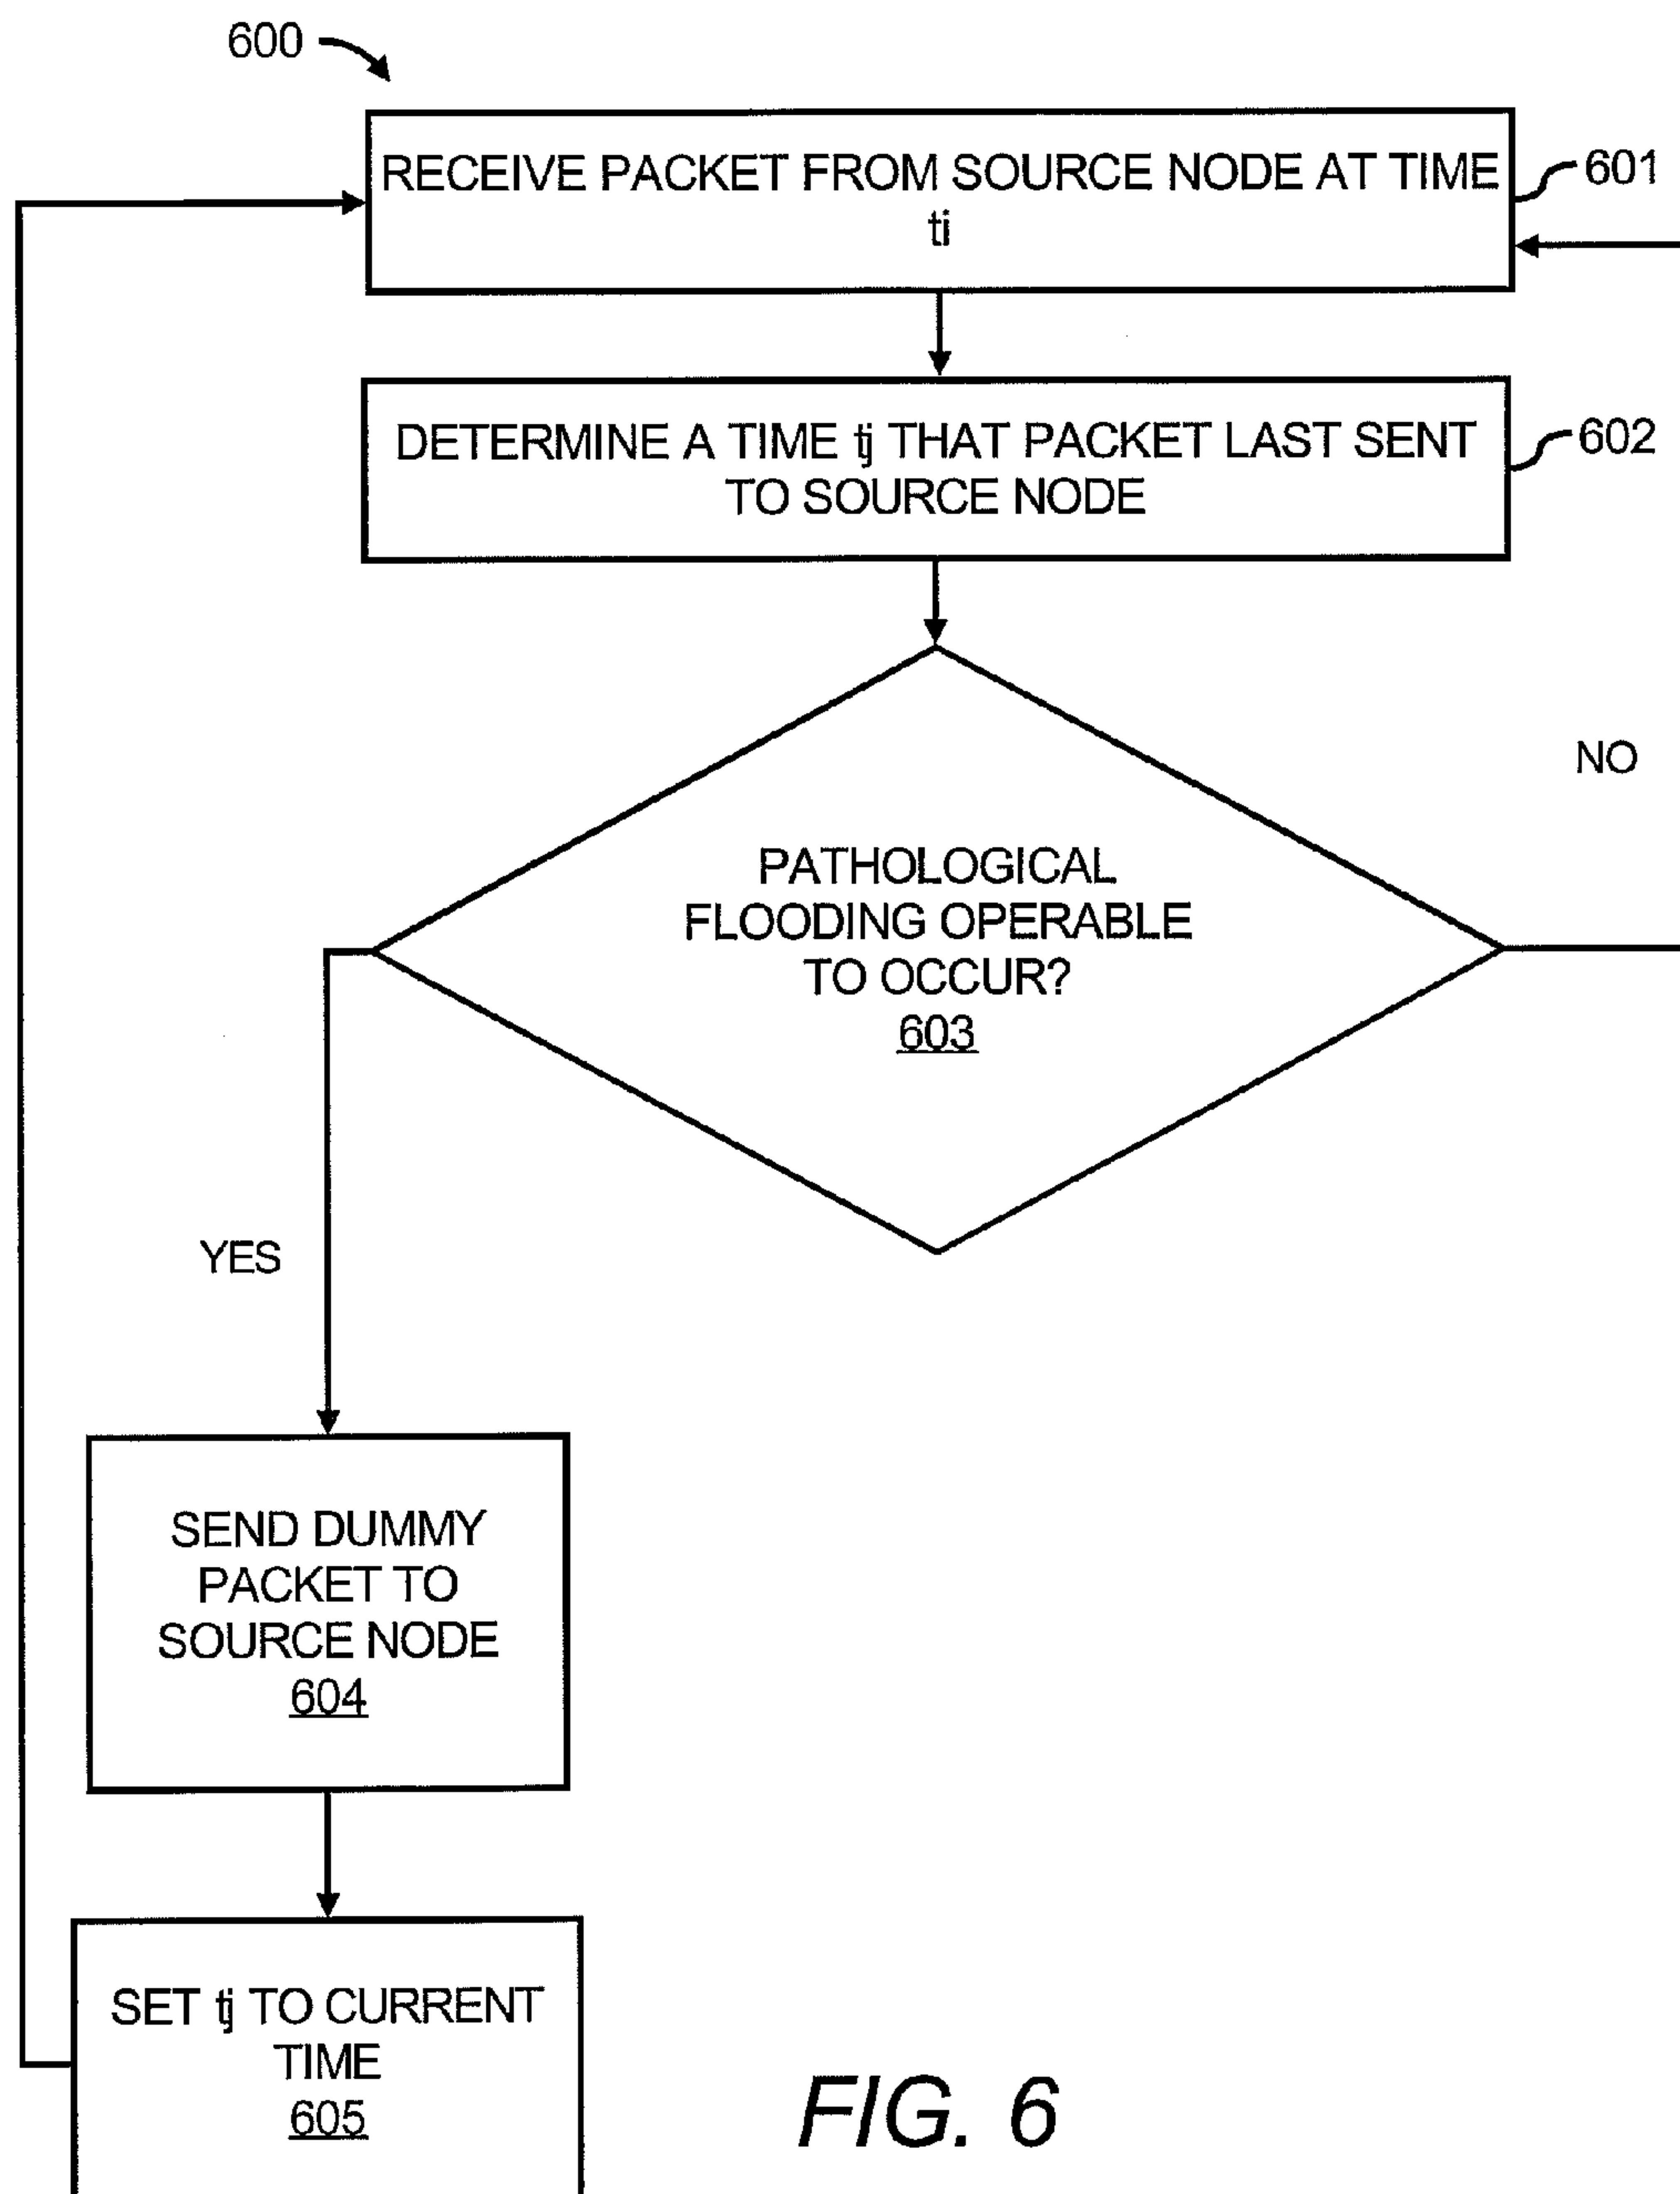 600
RECEIVE PACKET FROM SOURCE NODE AT TIME
ti
601
DETERMINE A TIME tj THAT PACKET LAST SENT
TO SOURCE NODE
602
NO
PATHOLOGICAL
FLOODING OPERABLE
TO OCCUR?
603
YES
SEND DUMMY
PACKET TO
SOURCE NODE
604
SET tj TO CURRENT
TIME
605
FIG. 6